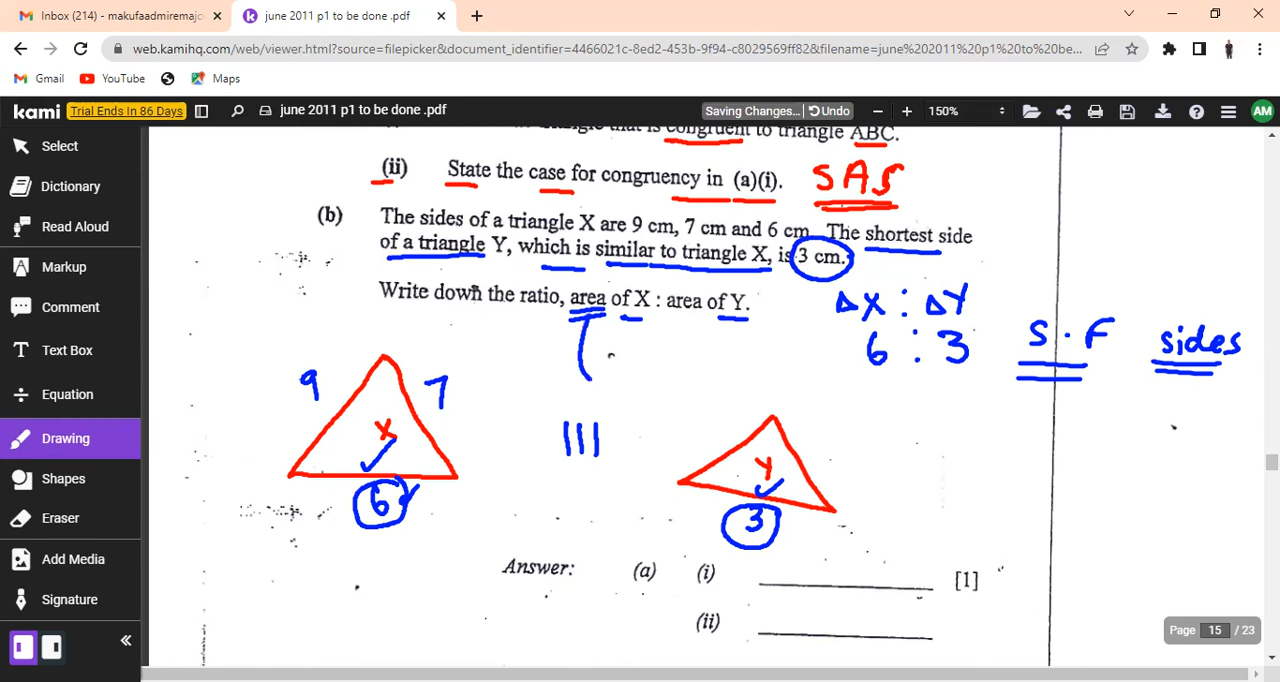 Inbox (214) - makufaadmiremajo
june 2011 p1 to be done .pdf
web.kamihq.com/web/viewer.html?source=filepicker&document_identifier=4466021c-8ed2-453b-9f94-c8029569ff82&filename=june%202011%20p1%20to%20be...
Gmail
YouTube
Maps
kami
Trial Ends In 86 Days
june 2011 p1 to be done .pdf
Saving Changes...
Undo
150%
AM
Select
Dictionary
Read Aloud
Markup
Comment
Text Box
Equation
Drawing
Shapes
Eraser
Add Media
Signature
congruent to triangle ABC.
(ii) State the case for congruency in (a)(i). SAS
(b) The sides of a triangle X are 9 cm, 7 cm and 6 cm. The shortest side
of a triangle Y, which is similar to triangle X, is 3 cm.
Write down the ratio, area of X : area of Y.
ΔX : ΔY
6 : 3
S.F sides
9 7
X
6
|||
Y
3
Answer: (a) (i) [1]
(ii)
Page 15 / 23